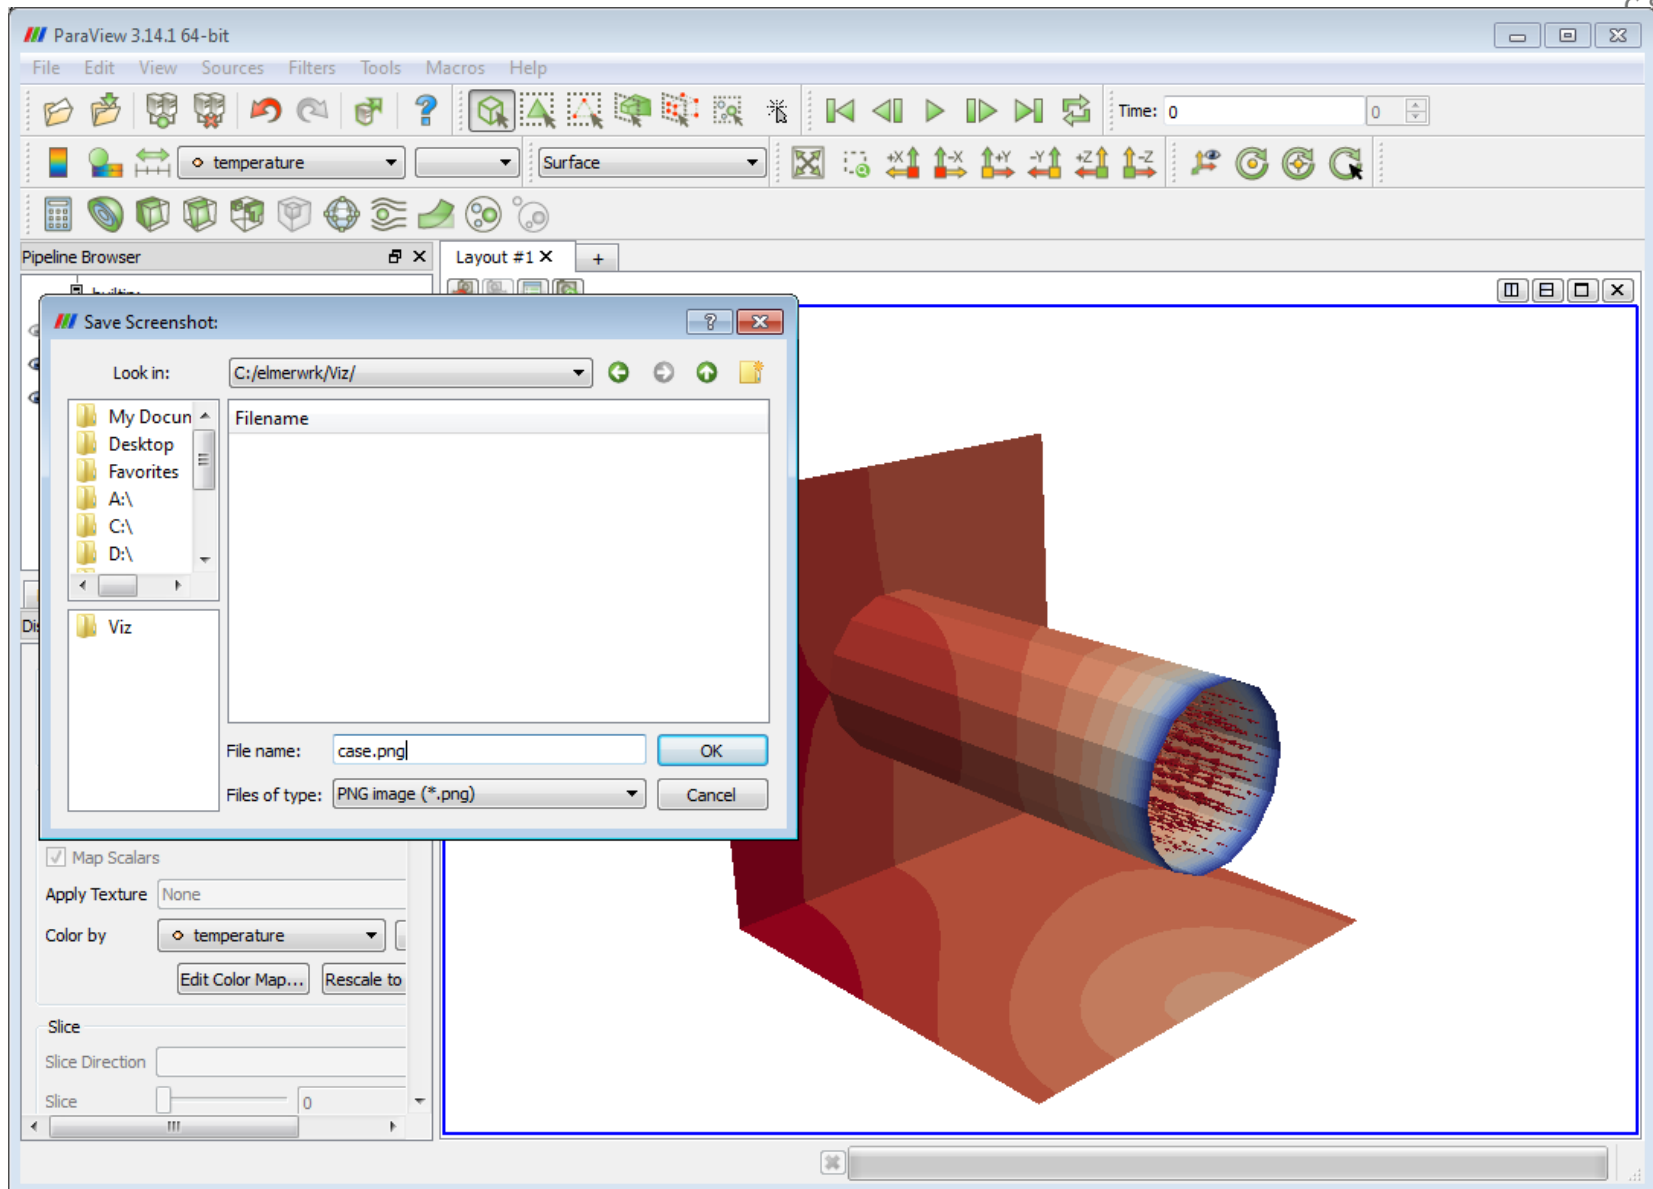 ParaView 3.14.1 64-bit
File Edit View Sources Filters Tools Macros Help
Time: 0 0
temperature Surface
+X -X +Y -Y +Z -Z
Pipeline Browser
Layout #1
Save Screenshot:
Look in: C:/elmerwrk/Viz/
My Docun
Desktop
Favorites
A:\
C:\
D:\
Filename
Viz
File name: case.png OK
Files of type: PNG image (*.png) Cancel
Map Scalars
Apply Texture None
Color by temperature
Edit Color Map... Rescale to
Slice
Slice Direction
Slice 0